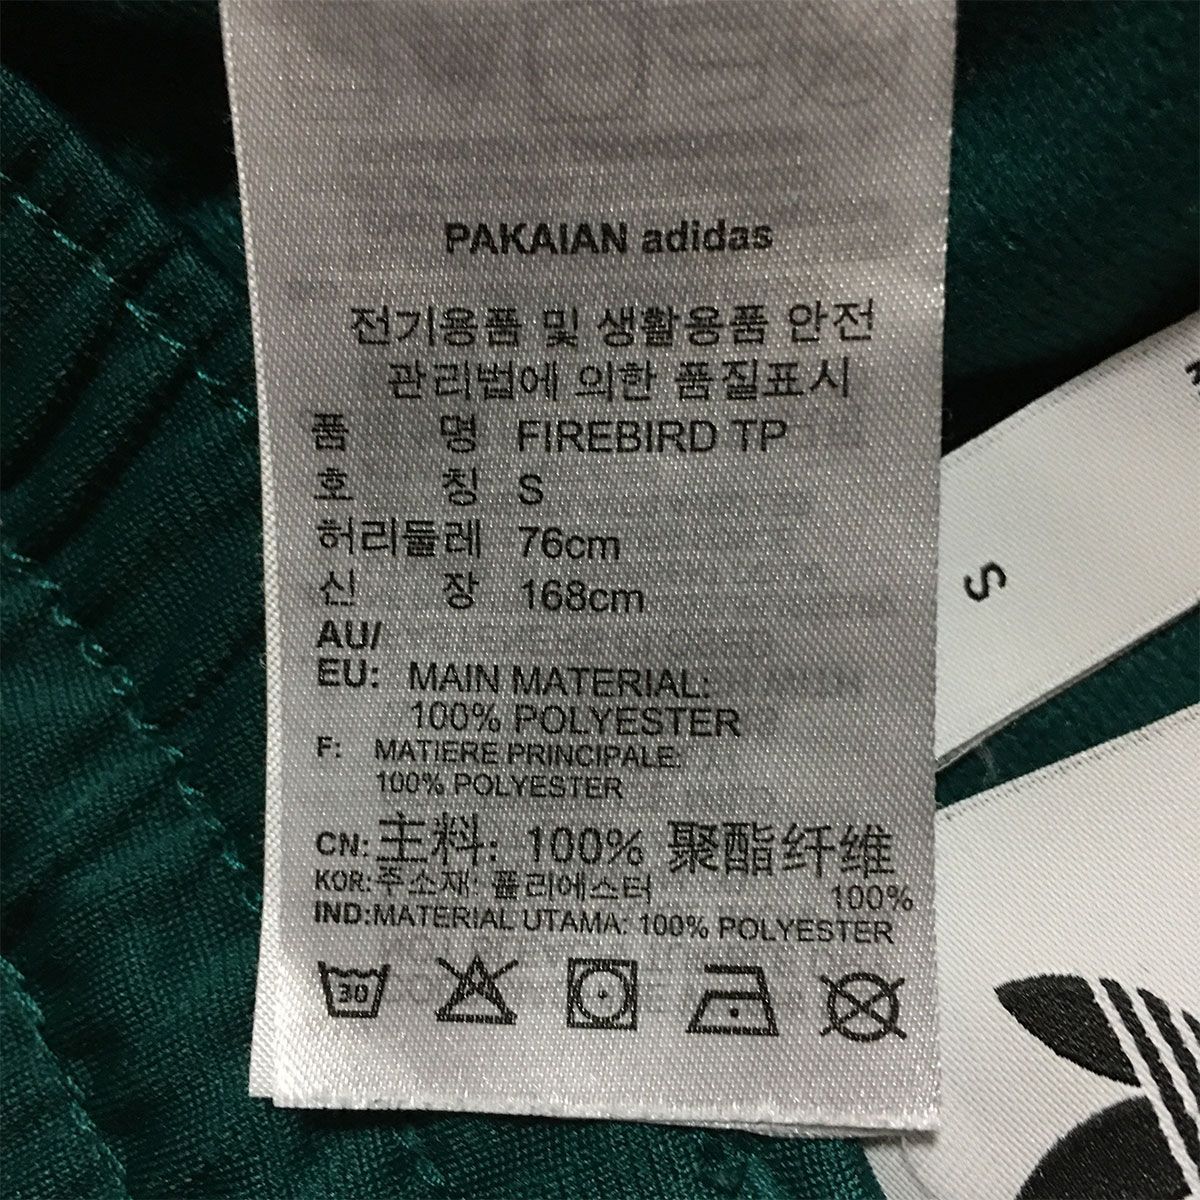 PAKAIAN adidas
전기용품 및 생활용품 안전
관리법에 의한 품질표시
품 명 FIREBIRD TP
호 칭 S
허리둘레 76cm
신 장 168cm
AU/
EU: MAIN MATERIAL:
100% POLYESTER
F: MATIERE PRINCIPALE:
100% POLYESTER
CN: 主料: 100% 聚酯纤维
KOR: 주소재: 폴리에스터
100%
IND: MATERIAL UTAMA: 100% POLYESTER
30
S